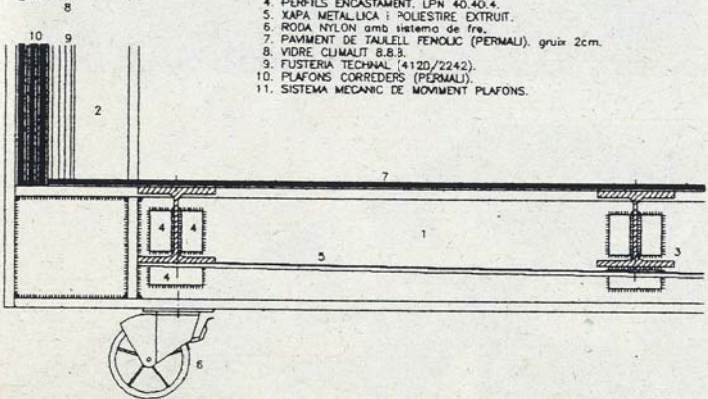 4. PERFILS ENCASTAMENT. LPN 40.40.4.
5. XAPA METAL.LICA i POLIESTIRE EXTRUIT.
6. RODA NYLON amb sistema de fre.
7. PAVIMENT DE TAULELL FENOLIC (PERMALI). gruix 2cm.
8. VIDRE CLIMALIT 8.8.8.
9. FUSTERIA TECHNAL (4120/2242).
10. PLAFONS CORREDERS (PERMALI).
11. SISTEMA MECANIC DE MOVIMENT PLAFONS.
8
10 9
2
7
4 4
1
3
5
4
6